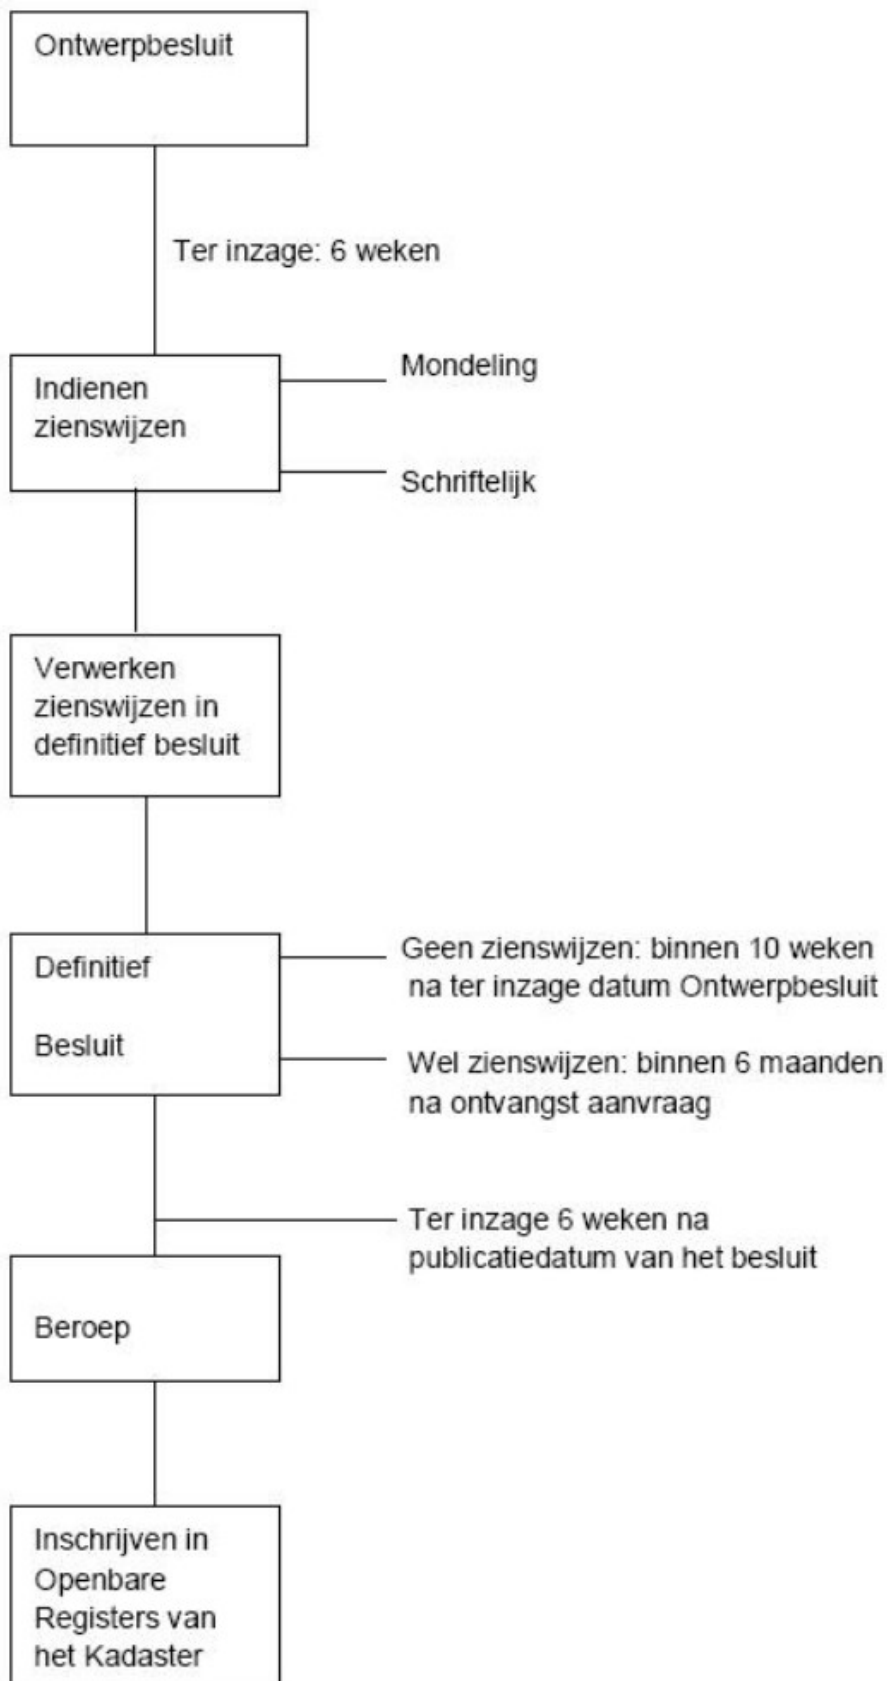 Ontwerpbesluit
Ter inzage: 6 weken
Indienen
zienswijzen
Mondeling
Schriftelijk
Verwerken
zienswijzen in
definitief besluit
Definitief
Besluit
Geen zienswijzen: binnen 10 weken
na ter inzage datum Ontwerpbesluit
Wel zienswijzen: binnen 6 maanden
na ontvangst aanvraag
Ter inzage 6 weken na
publicatiedatum van het besluit
Beroep
Inschrijven in
Openbare
Registers van
het Kadaster